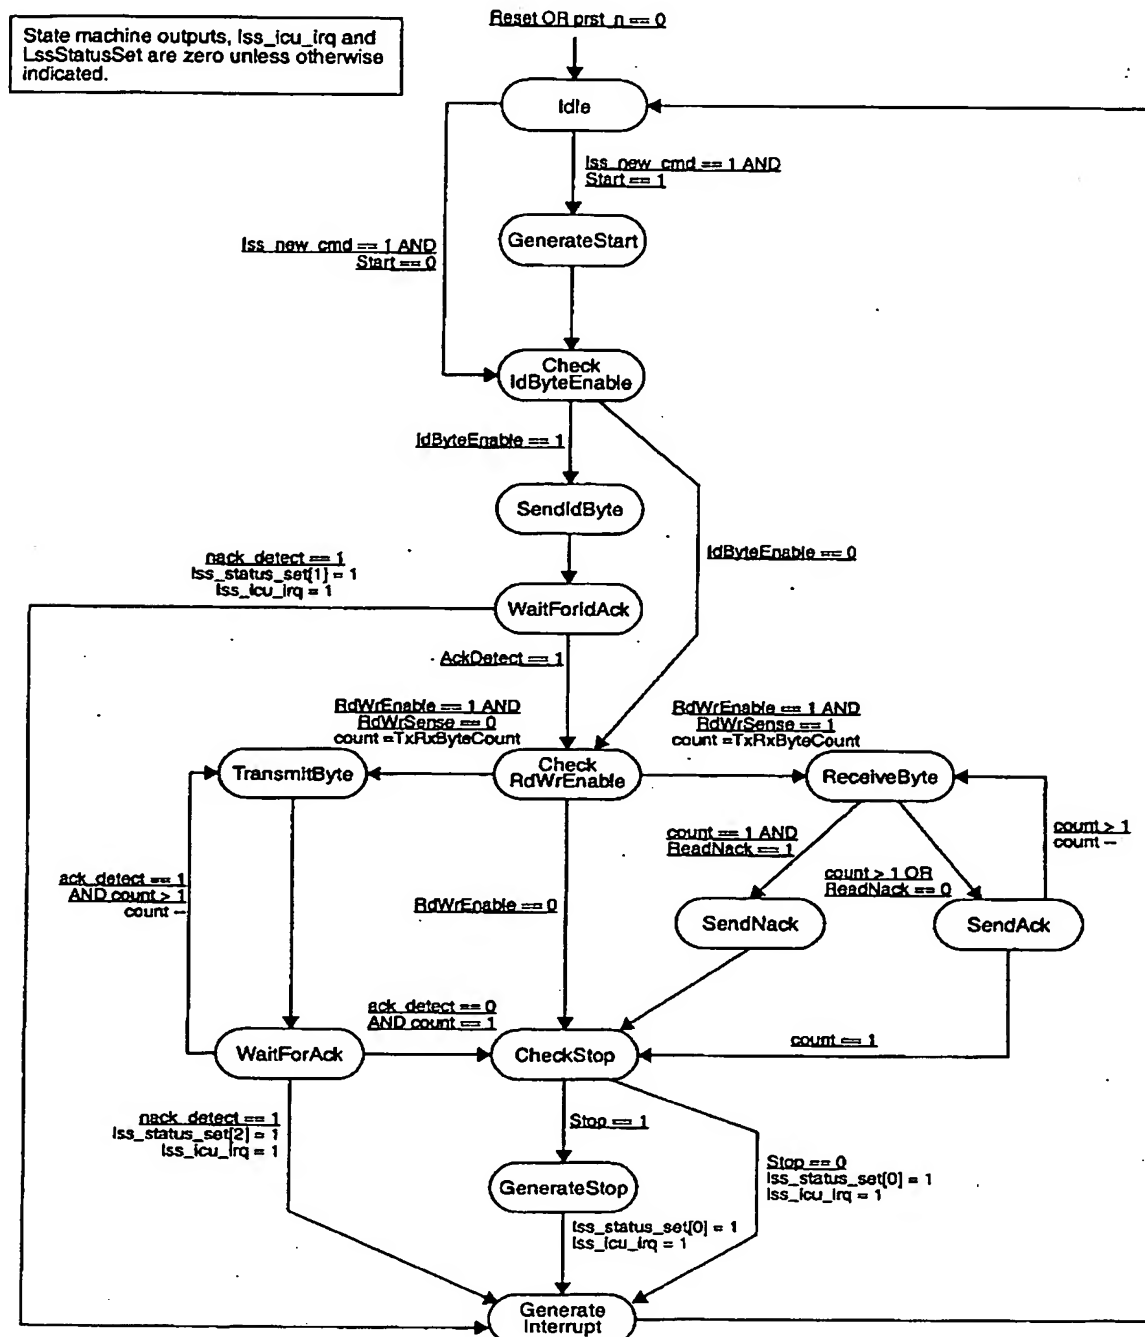 Reset OR prst_n == 0
State machine outputs, lss_icu_irq and
LssStatusSet are zero unless otherwise
indicated.
Idle
lss_new_cmd == 1 AND
Start == 1
GenerateStart
lss_new_cmd == 1 AND
Start == 0
Check
IdByteEnable
IdByteEnable == 1
SendIdByte
IdByteEnable == 0
nack_detect == 1
lss_status_set[1] = 1
lss_icu_irq = 1
WaitForIdAck
AckDetect == 1
RdWrEnable == 1 AND
RdWrSense == 0
count =TxRxByteCount
RdWrEnable == 1 AND
RdWrSense == 1
count =TxRxByteCount
TransmitByte
Check
RdWrEnable
ReceiveByte
count == 1 AND
ReadNack == 1
count > 1
count --
ack_detect == 1
AND count > 1
count --
count > 1 OR
ReadNack == 0
RdWrEnable == 0
SendNack
SendAck
ack_detect == 0
AND count == 1
WaitForAck
CheckStop
count == 1
nack_detect == 1
lss_status_set[2] = 1
lss_icu_irq = 1
Stop == 1
Stop == 0
lss_status_set[0] = 1
lss_icu_irq = 1
GenerateStop
lss_status_set[0] = 1
lss_icu_irq = 1
Generate
Interrupt